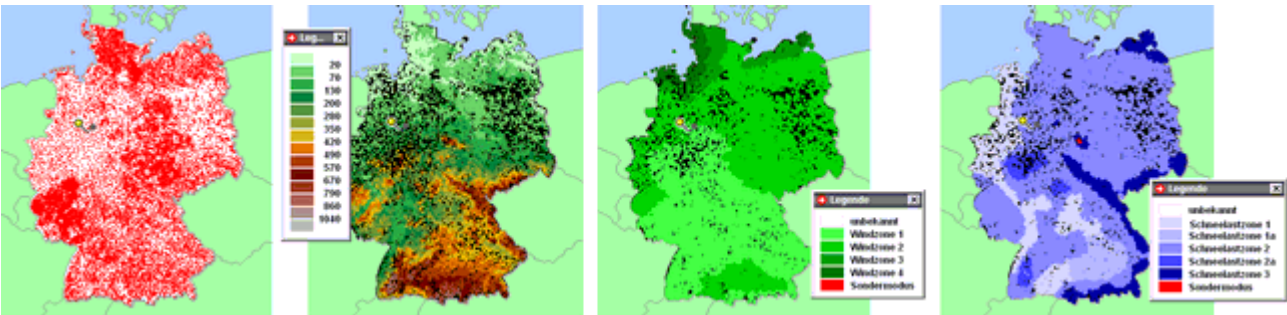 Leg...
20
70
130
200
280
350
420
490
570
670
790
860
1040
Legende
unbekannt
Windzone 1
Windzone 2
Windzone 3
Windzone 4
Sondermodus
Legende
unbekannt
Schneelastzone 1
Schneelastzone 1a
Schneelastzone 2
Schneelastzone 2a
Schneelastzone 3
Sondermodus